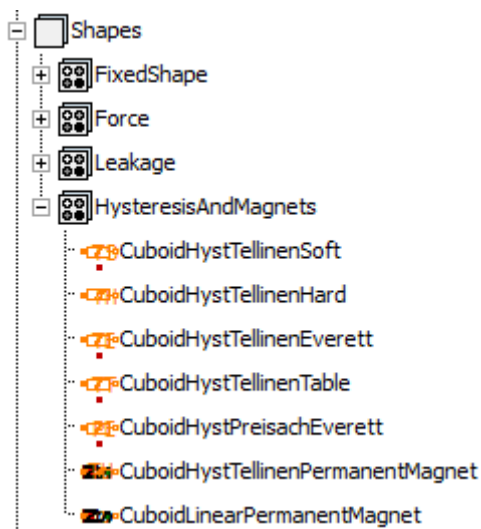 Shapes
FixedShape
Force
Leakage
HysteresisAndMagnets
CuboidHystTellinenSoft
CuboidHystTellinenHard
CuboidHystTellinenEverett
CuboidHystTellinenTable
CuboidHystPreisachEverett
CuboidHystTellinenPermanentMagnet
CuboidLinearPermanentMagnet